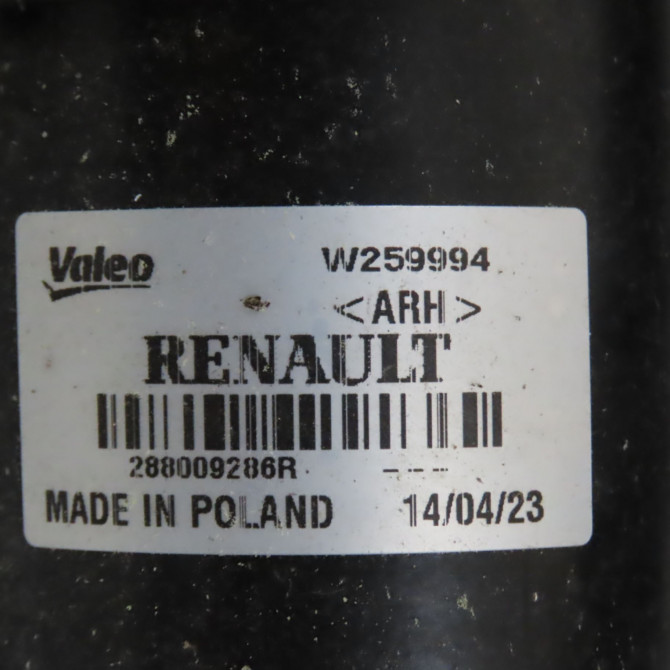 Valeo W259994
<ARH>
RENAULT
288009286R - - -
MADE IN POLAND 14/04/23